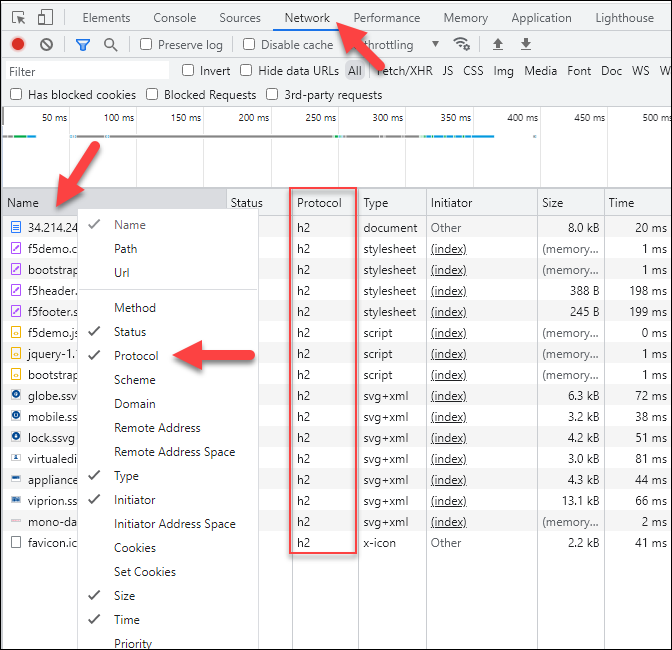 Elements Console Sources Network Performance Memory Application Lighthouse
Preserve log Disable cache throttling
Filter Invert Hide data URLs All Fetch/XHR JS CSS Img Media Font Doc WS W
Has blocked cookies Blocked Requests 3rd-party requests
50 ms 100 ms 150 ms 200 ms 250 ms 300 ms 350 ms 400 ms 450 ms 500 ms
Name Status Protocol Type Initiator Size Time
34.214.24 h2 document Other 8.0 kB 20 ms
f5demo.c h2 stylesheet (index) (memory... 1 ms
bootstrap h2 stylesheet (index) (memory... 1 ms
f5header. h2 stylesheet (index) 388 B 198 ms
f5footer.s h2 stylesheet (index) 245 B 199 ms
f5demo.js h2 script (index) (memory... 0 ms
jquery-1. h2 script (index) (memory... 1 ms
bootstrap h2 script (index) (memory... 1 ms
globe.ssv h2 svg+xml (index) 6.3 kB 72 ms
mobile.ss h2 svg+xml (index) 3.2 kB 38 ms
lock.ssvg h2 svg+xml (index) 4.2 kB 51 ms
virtualedi h2 svg+xml (index) 3.0 kB 81 ms
appliance h2 svg+xml (index) 4.3 kB 44 ms
viprion.ss h2 svg+xml (index) 13.1 kB 66 ms
mono-da h2 svg+xml (index) (memory... 2 ms
favicon.ic h2 x-icon Other 2.2 kB 41 ms
Name
Path
Url
Method
Status
Protocol
Scheme
Domain
Remote Address
Remote Address Space
Type
Initiator
Initiator Address Space
Cookies
Set Cookies
Size
Time
Priority